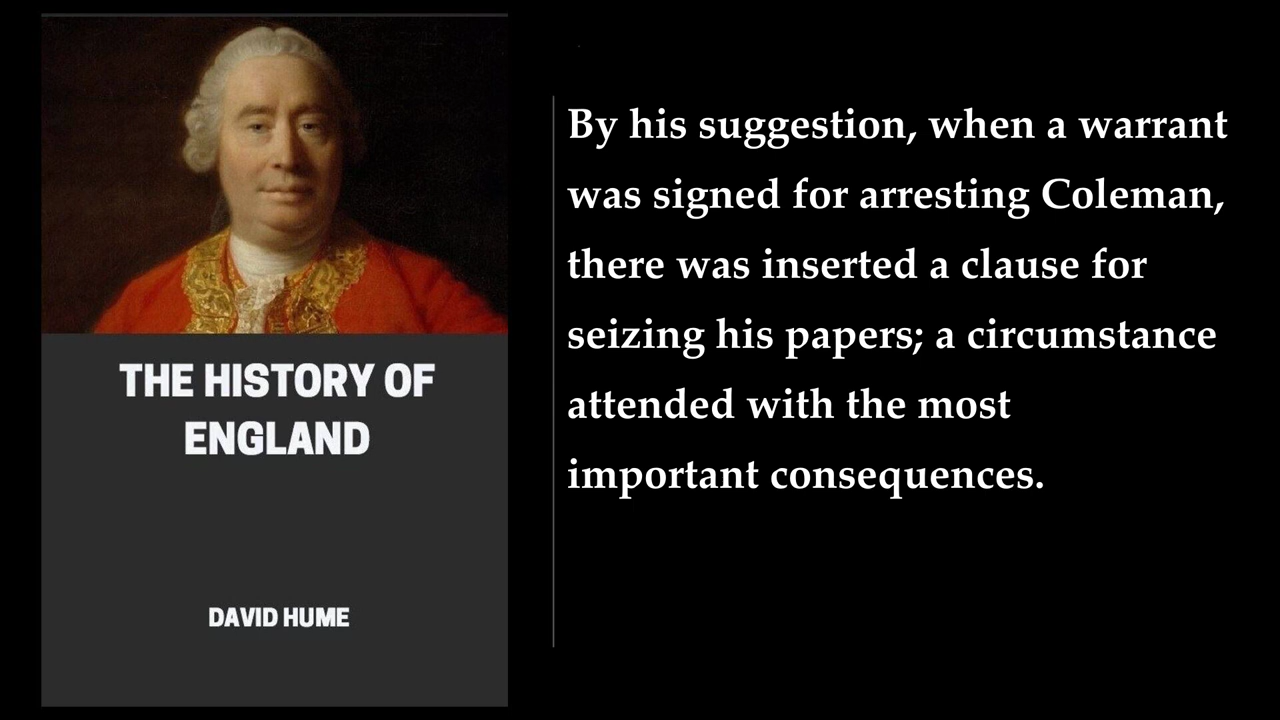 THE HISTORY OF
ENGLAND
DAVID HUME
By his suggestion, when a warrant
was signed for arresting Coleman,
there was inserted a clause for
seizing his papers; a circumstance
attended with the most
important consequences.